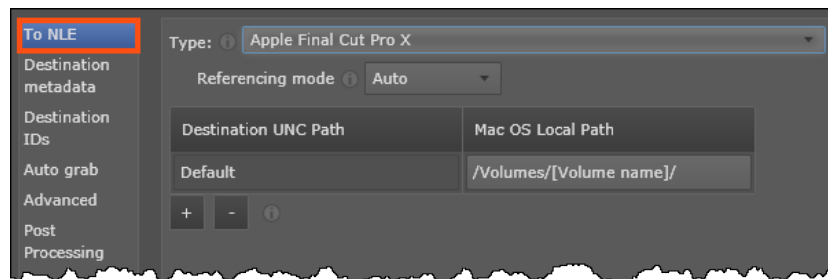 To NLE
Destination
metadata
Destination
IDs
Auto grab
Advanced
Post
Processing
Type: Apple Final Cut Pro X
Referencing mode Auto
Destination UNC Path Mac OS Local Path
Default /Volumes/[Volume name]/
+ -